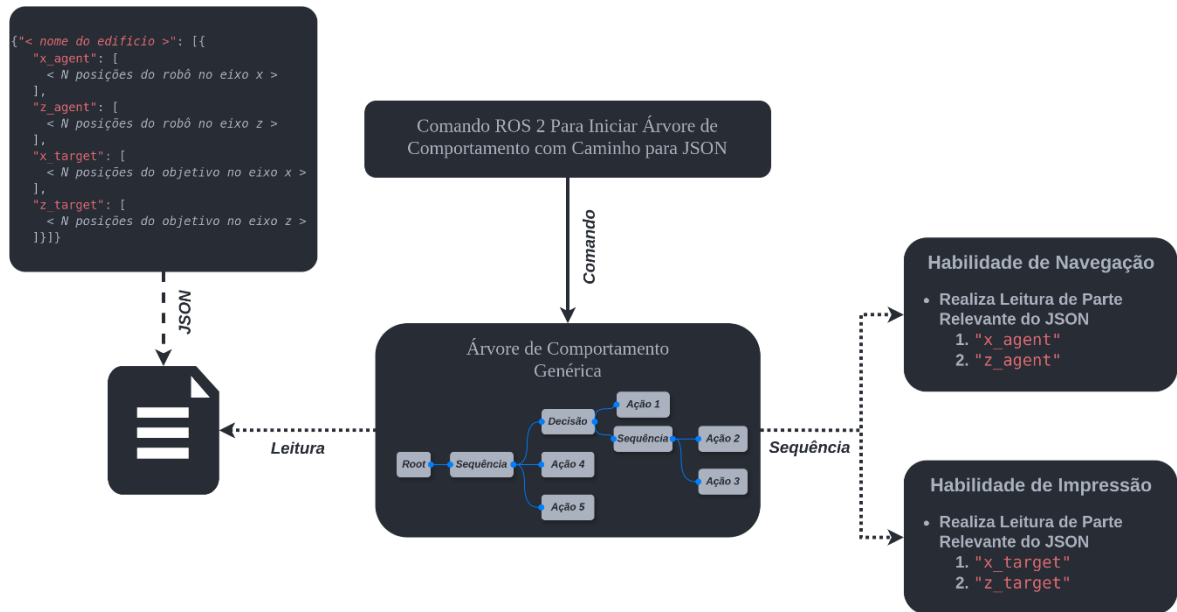 {"< nome do edifício >": [{
"x_agent": [
< N posições do robô no eixo x >
],
"z_agent": [
< N posições do robô no eixo z >
],
"x_target": [
< N posições do objetivo no eixo x >
],
"z_target": [
< N posições do objetivo no eixo z >
]}]}
JSON
Comando ROS 2 Para Iniciar Árvore de
Comportamento com Caminho para JSON
Comando
Árvore de Comportamento
Genérica
Root
Sequência
Decisão
Ação 1
Sequência
Ação 2
Ação 3
Ação 4
Ação 5
Leitura
Sequência
Habilidade de Navegação
• Realiza Leitura de Parte
Relevante do JSON
1. "x_agent"
2. "z_agent"
Habilidade de Impressão
• Realiza Leitura de Parte
Relevante do JSON
1. "x_target"
2. "z_target"